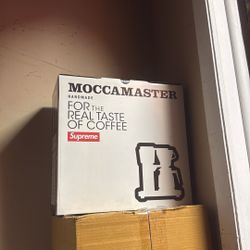 MOCCAMASTER
HANDMADE
FOR THE
REAL TASTE
OF COFFEE
Supreme